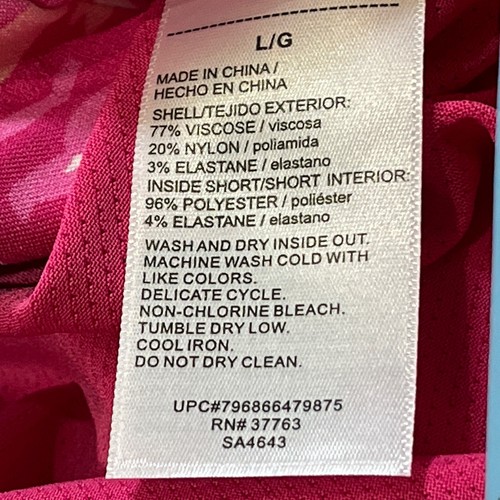 L/G
MADE IN CHINA /
HECHO EN CHINA
SHELL/TEJIDO EXTERIOR:
77% VISCOSE / viscosa
20% NYLON / poliamida
3% ELASTANE / elastano
INSIDE SHORT/SHORT INTERIOR:
96% POLYESTER / poliéster
4% ELASTANE / elastano
WASH AND DRY INSIDE OUT.
MACHINE WASH COLD WITH
LIKE COLORS.
DELICATE CYCLE.
NON-CHLORINE BLEACH.
TUMBLE DRY LOW.
COOL IRON.
DO NOT DRY CLEAN.
UPC#796866479875
RN# 37763
SA4643